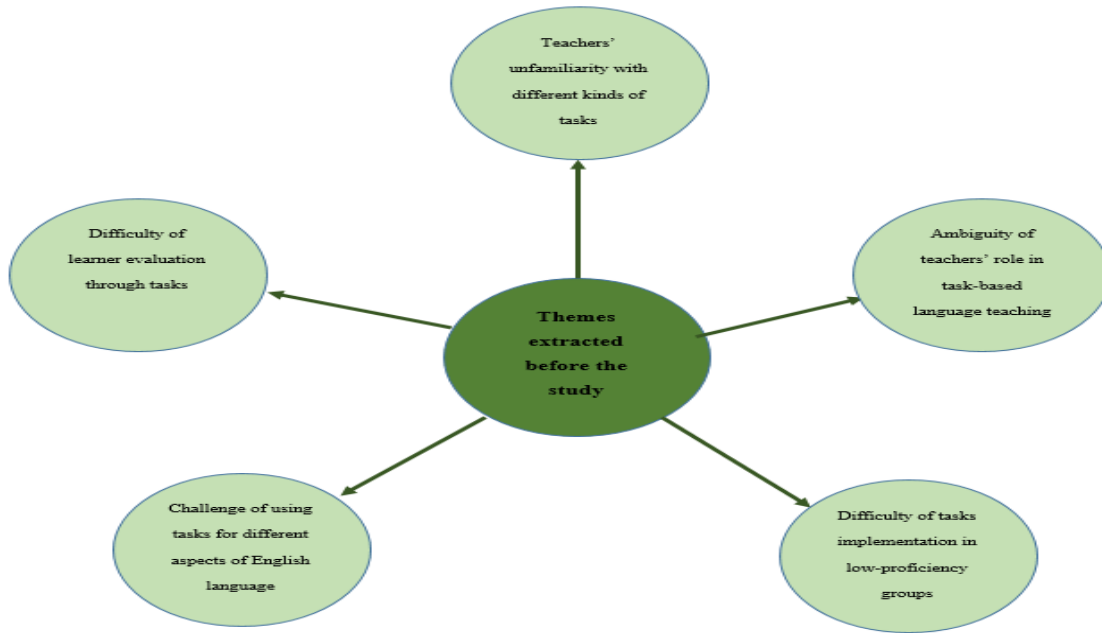 Teachers’
unfamiliarity with
different kinds of
tasks
Difficulty of
learner evaluation
through tasks
Ambiguity of
teachers’ role in
task-based
language teaching
Themes
extracted
before the
study
Challenge of using
tasks for different
aspects of English
language
Difficulty of tasks
implementation in
low-proficiency
groups